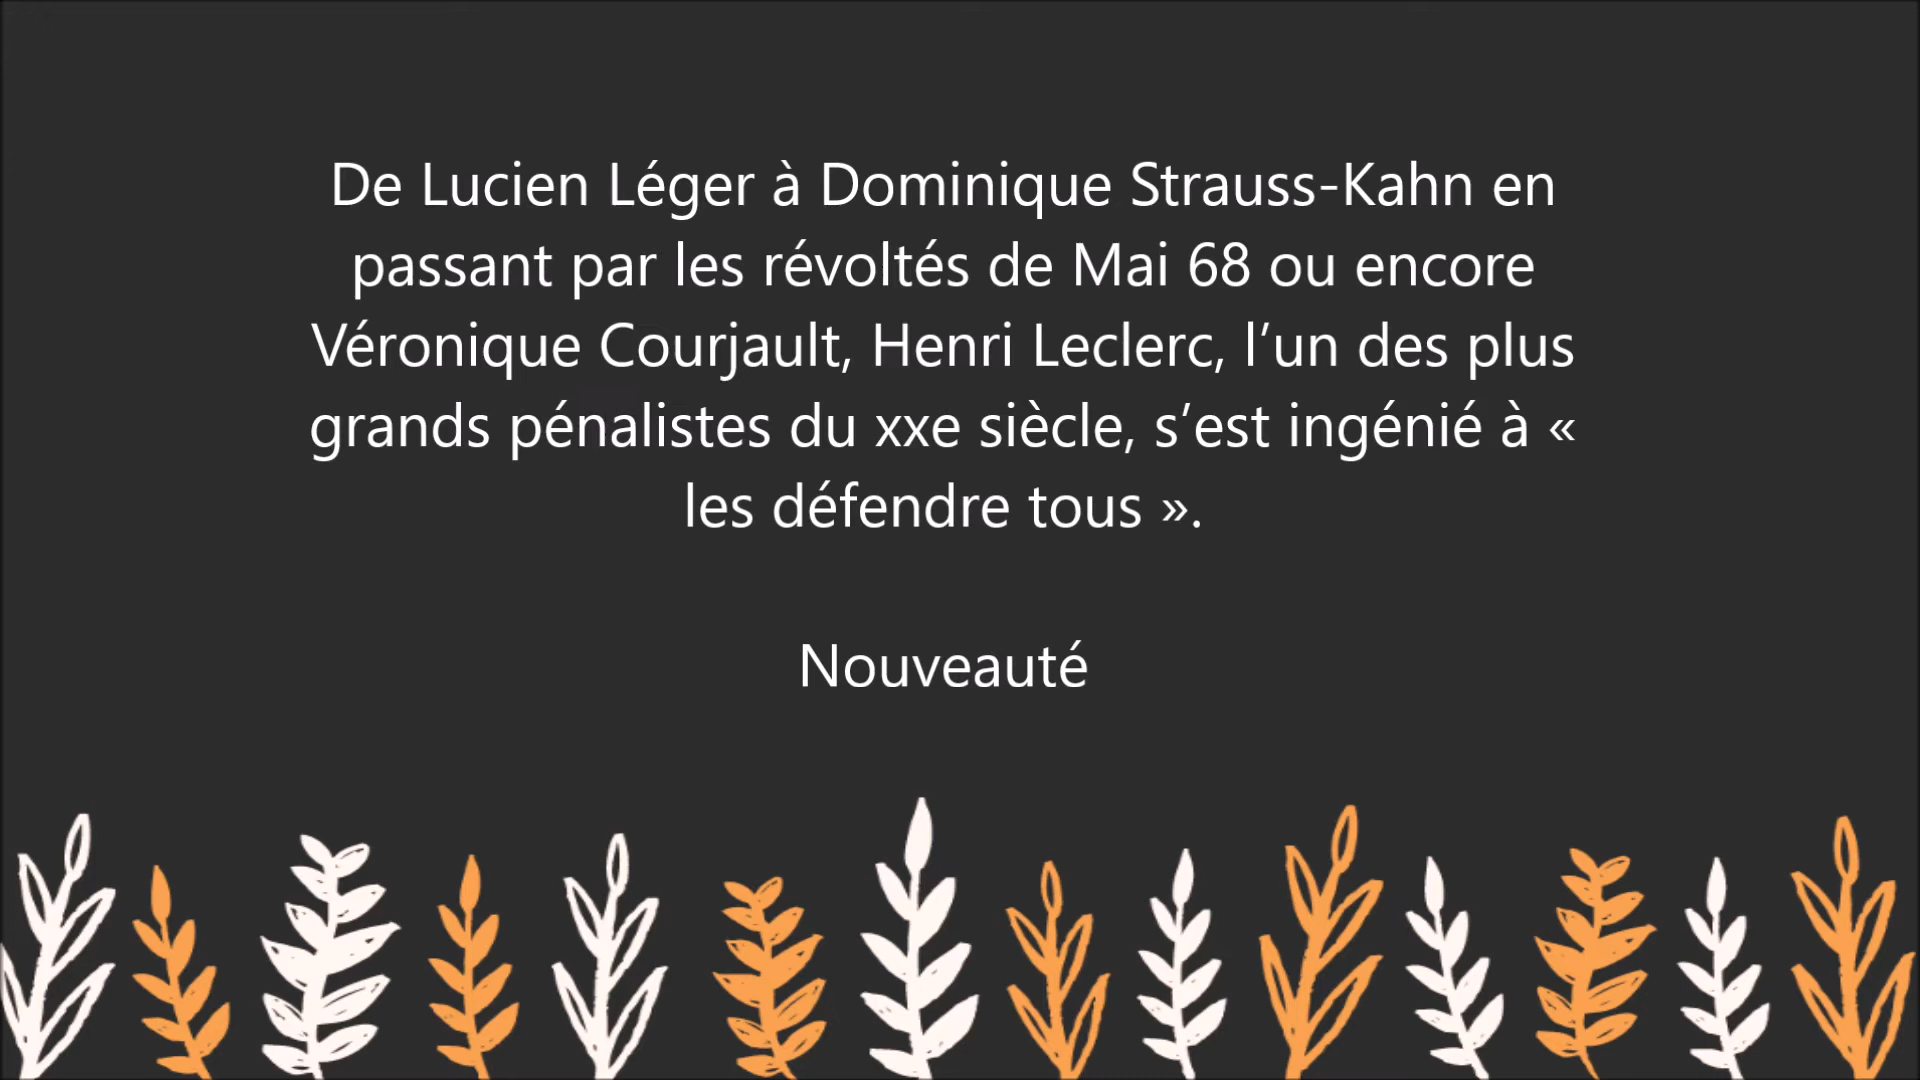 De Lucien Léger à Dominique Strauss-Kahn en
passant par les révoltés de Mai 68 ou encore
Véronique Courjault, Henri Leclerc, l’un des plus
grands pénalistes du xxe siècle, s’est ingénié à «
les défendre tous ».
Nouveauté